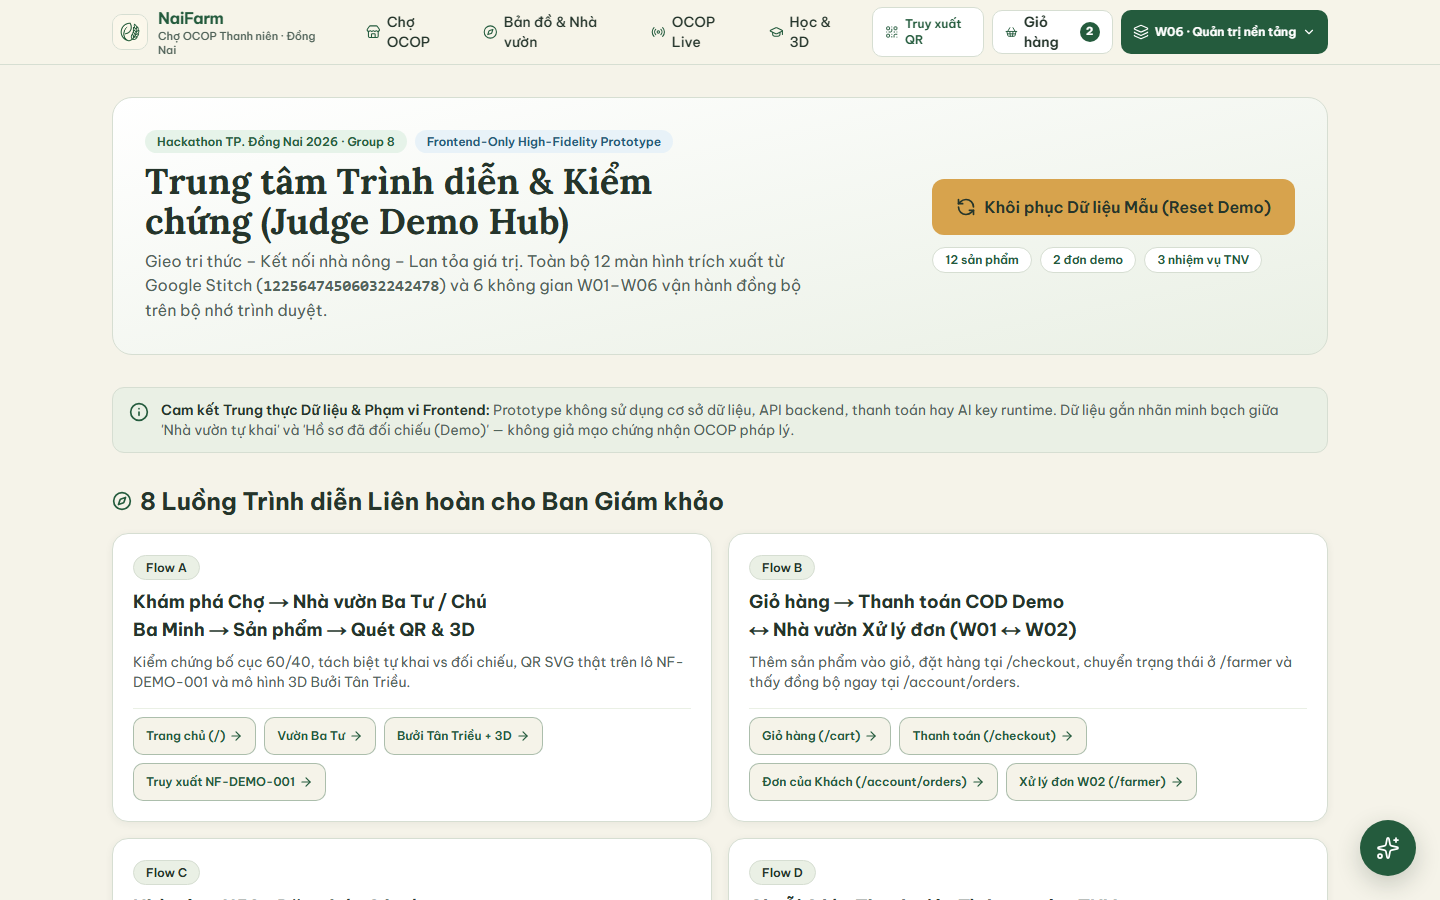 NaiFarm
Chợ OCOP Thanh niên · Đồng
Nai
Chợ
OCOP
Bản đồ & Nhà
vườn
OCOP
Live
Học &
3D
Truy xuất
QR
Giỏ
hàng
2
W06 · Quản trị nền tảng
Hackathon TP. Đồng Nai 2026 · Group 8
Frontend-Only High-Fidelity Prototype
Trung tâm Trình diễn & Kiểm
chứng (Judge Demo Hub)
Gieo tri thức – Kết nối nhà nông – Lan tỏa giá trị. Toàn bộ 12 màn hình trích xuất từ
Google Stitch (12256474506032242478) và 6 không gian W01–W06 vận hành đồng bộ
trên bộ nhớ trình duyệt.
Khôi phục Dữ liệu Mẫu (Reset Demo)
12 sản phẩm
2 đơn demo
3 nhiệm vụ TNV
Cam kết Trung thực Dữ liệu & Phạm vi Frontend: Prototype không sử dụng cơ sở dữ liệu, API backend, thanh toán hay AI key runtime. Dữ liệu gắn nhãn minh bạch giữa
'Nhà vườn tự khai' và 'Hồ sơ đã đối chiếu (Demo)' — không giả mạo chứng nhận OCOP pháp lý.
8 Luồng Trình diễn Liên hoàn cho Ban Giám khảo
Flow A
Khám phá Chợ → Nhà vườn Ba Tư / Chú
Ba Minh → Sản phẩm → Quét QR & 3D
Kiểm chứng bố cục 60/40, tách biệt tự khai vs đối chiếu, QR SVG thật trên lô NF-
DEMO-001 và mô hình 3D Bưởi Tân Triều.
Trang chủ (/) →
Vườn Ba Tư →
Bưởi Tân Triều + 3D →
Truy xuất NF-DEMO-001 →
Flow B
Giỏ hàng → Thanh toán COD Demo
↔ Nhà vườn Xử lý đơn (W01 ↔ W02)
Thêm sản phẩm vào giỏ, đặt hàng tại /checkout, chuyển trạng thái ở /farmer và
thấy đồng bộ ngay tại /account/orders.
Giỏ hàng (/cart) →
Thanh toán (/checkout) →
Đơn của Khách (/account/orders) →
Xử lý đơn W02 (/farmer) →
Flow C
Flow D